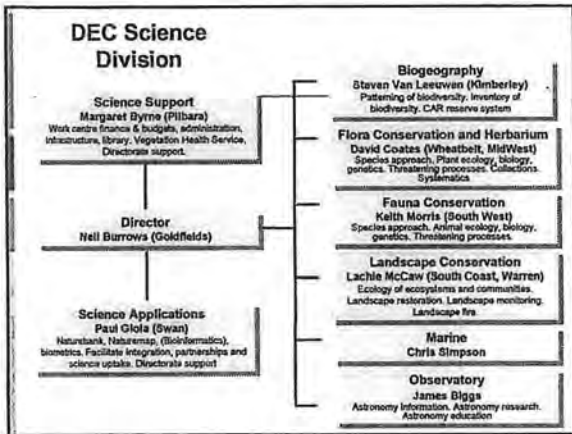 DEC Science
Division
Science Support
Margaret Byrne (Pilbara)
Work centre finance & budgets, administration,
infrastructure, library. Vegetation Health Service,
Directorate support.
Director
Neil Burrows (Goldfields)
Science Applications
Paul Gioia (Swan)
Naturebank, Naturemap, (Bioinformatics),
biometrics. Facilitate integration, partnerships and
science uptake. Directorate support
Biogeography
Stevan Van Leeuwen (Kimberley)
Patterning of biodiversity. Inventory of
biodiversity. CAR reserve system
Flora Conservation and Herbarium
David Coates (Wheatbelt, MidWest)
Species approach. Plant ecology, biology,
genetics. Threatening processes. Collections.
Systematics
Fauna Conservation
Keith Morris (South West)
Species approach. Animal ecology, biology,
genetics. Threatening processes.
Landscape Conservation
Lachie McCaw (South Coast, Warren)
Ecology of ecosystems and communities.
Landscape restoration. Landscape monitoring.
Landscape fire.
Marine
Chris Simpson
Observatory
James Biggs
Astronomy information. Astronomy research.
Astronomy education